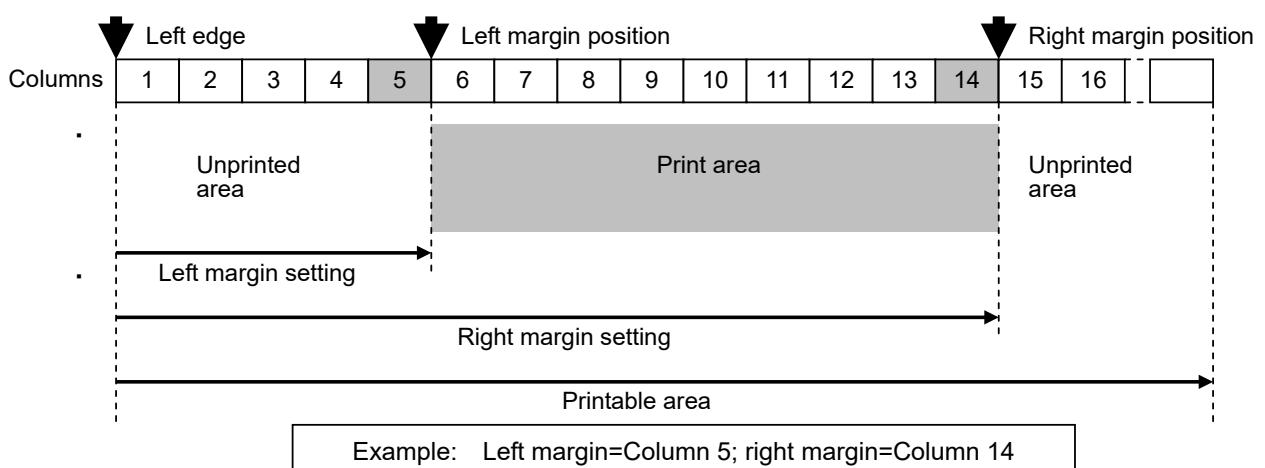 Left edge Left margin position Right margin position
Columns 1 2 3 4 5 6 7 8 9 10 11 12 13 14 15 16
Unprinted area
Print area
Unprinted area
Left margin setting
Right margin setting
Printable area
Example: Left margin=Column 5; right margin=Column 14